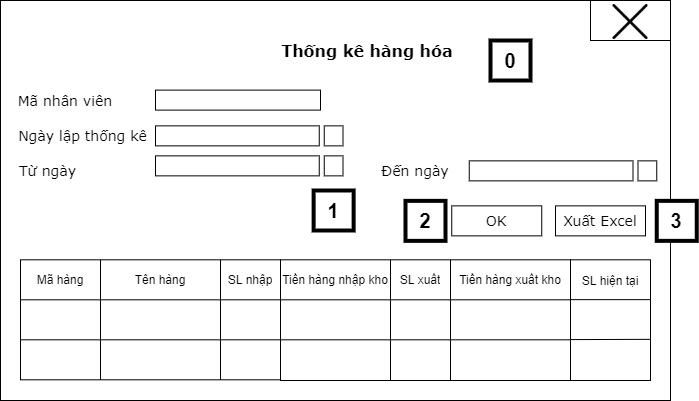 Thống kê hàng hóa
0
Mã nhân viên
Ngày lập thống kê
Từ ngày
Đến ngày
1
2
OK
Xuất Excel
3
Mã hàng Tên hàng SL nhập Tiền hàng nhập kho SL xuất Tiền hàng xuất kho SL hiện tại